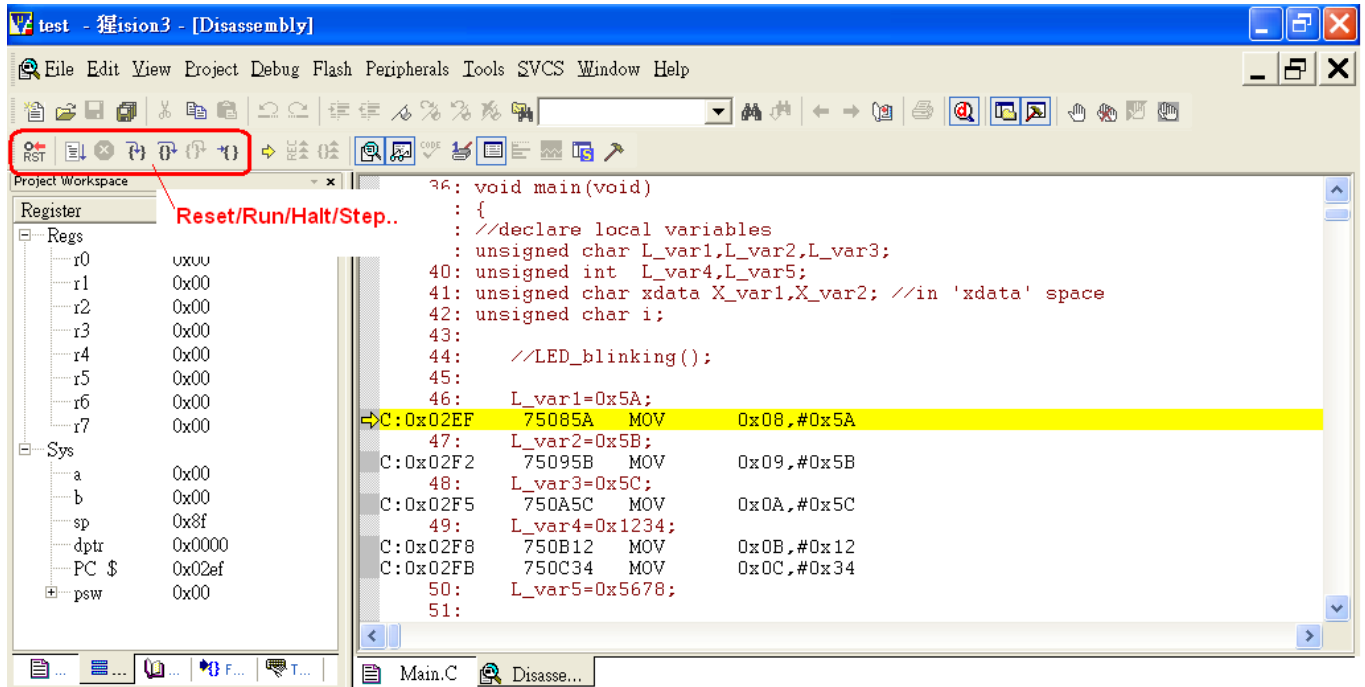 test - 猩ision3 - [Disassembly]
File Edit View Project Debug Flash Peripherals Tools SVCS Window Help
RST
CODE
Project Workspace
Register
Reset/Run/Halt/Step..
Regs
r0 0x00
r1 0x00
r2 0x00
r3 0x00
r4 0x00
r5 0x00
r6 0x00
r7 0x00
Sys
a 0x00
b 0x00
sp 0x8f
dptr 0x0000
PC $ 0x02ef
psw 0x00
... ... ... F... T...
36: void main(void)
: {
: //declare local variables
: unsigned char L_var1,L_var2,L_var3;
40: unsigned int L_var4,L_var5;
41: unsigned char xdata X_var1,X_var2; //in 'xdata' space
42: unsigned char i;
43:
44: //LED_blinking();
45:
46: L_var1=0x5A;
C:0x02EF 75085A MOV 0x08,#0x5A
47: L_var2=0x5B;
C:0x02F2 75095B MOV 0x09,#0x5B
48: L_var3=0x5C;
C:0x02F5 750A5C MOV 0x0A,#0x5C
49: L_var4=0x1234;
C:0x02F8 750B12 MOV 0x0B,#0x12
C:0x02FB 750C34 MOV 0x0C,#0x34
50: L_var5=0x5678;
51:
Main.C Disasse...